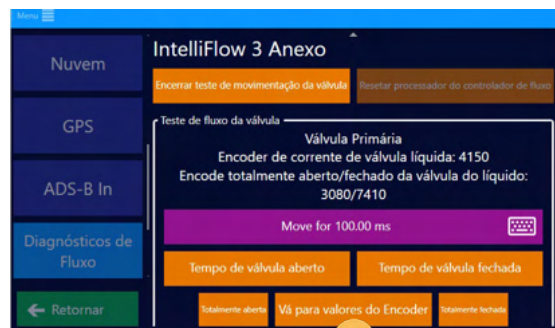 Menu
IntelliFlow 3 Anexo
Nuvem
Encerrar teste de movimentação da válvula
Resetar processador do controlador de fluxo
GPS
Teste de fluxo da válvula
Válvula Primária
Encoder de corrente de válvula líquida: 4150
ADS-B In
Encode totalmente aberto/fechado da válvula do líquido:
3080/7410
Move for 100.00 ms
Diagnósticos de
Fluxo
Tempo de válvula aberto
Tempo de válvula fechada
Retornar
Totalmente aberta
Vá para valores do Encoder
Totalmente fechada